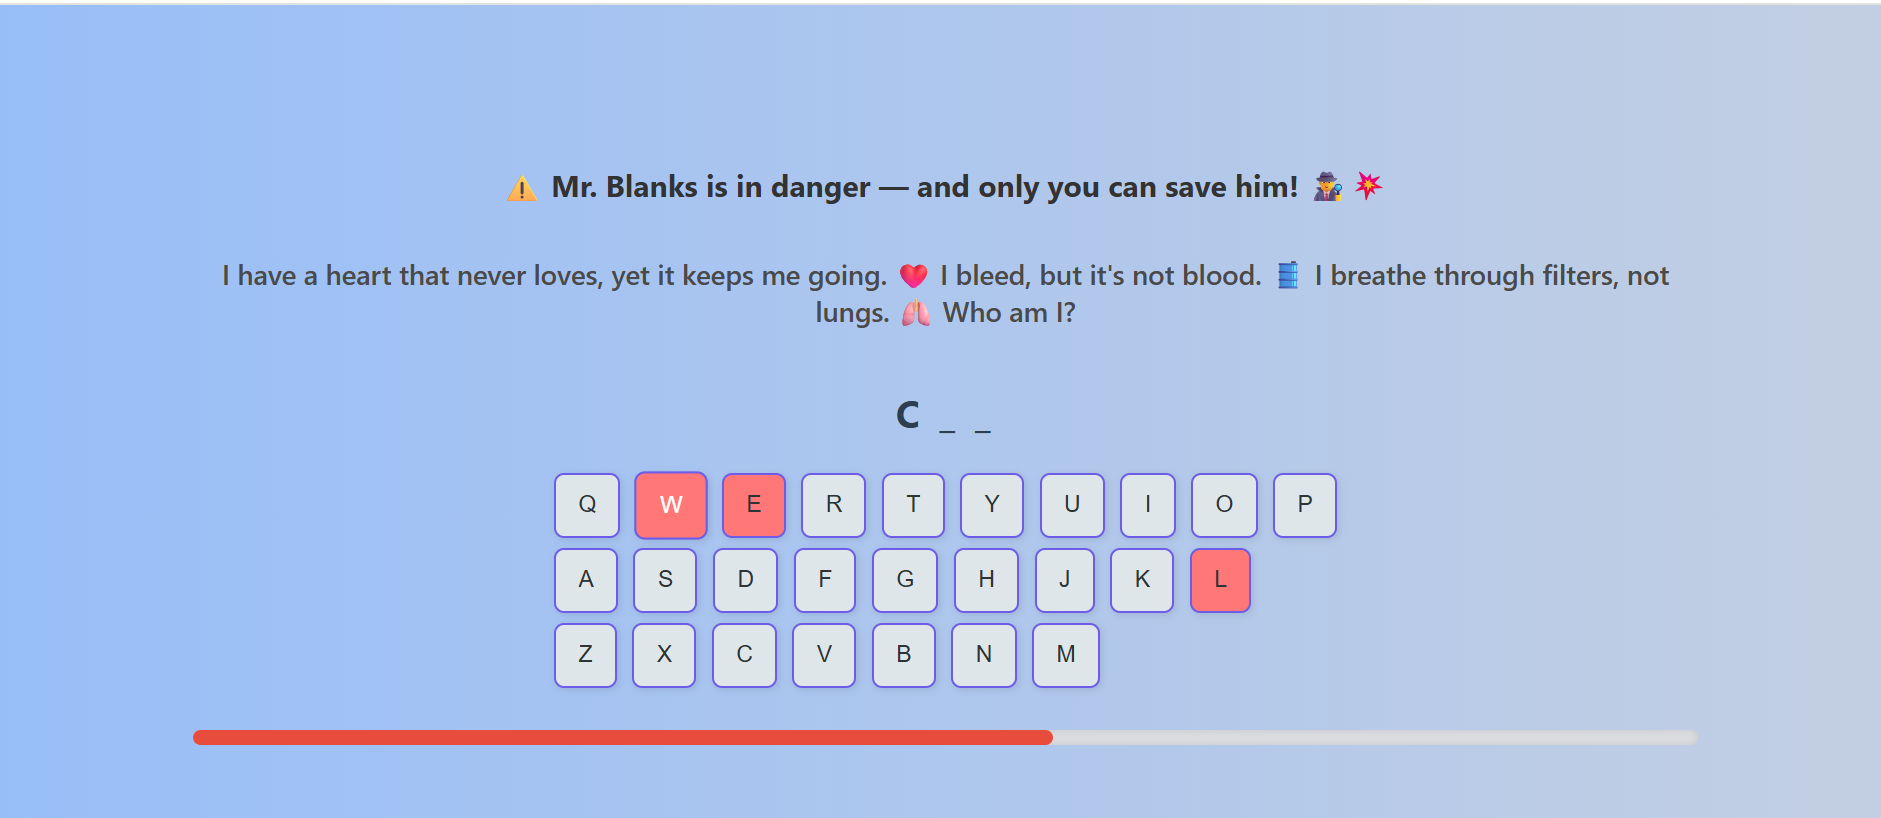 ⚠️ Mr. Blanks is in danger — and only you can save him! 🕵️ 💥
I have a heart that never loves, yet it keeps me going. ❤️ I bleed, but it's not blood. 🛢️ I breathe through filters, not
lungs. 🫁 Who am I?
C _ _
Q W E R T Y U I O P
A S D F G H J K L
Z X C V B N M